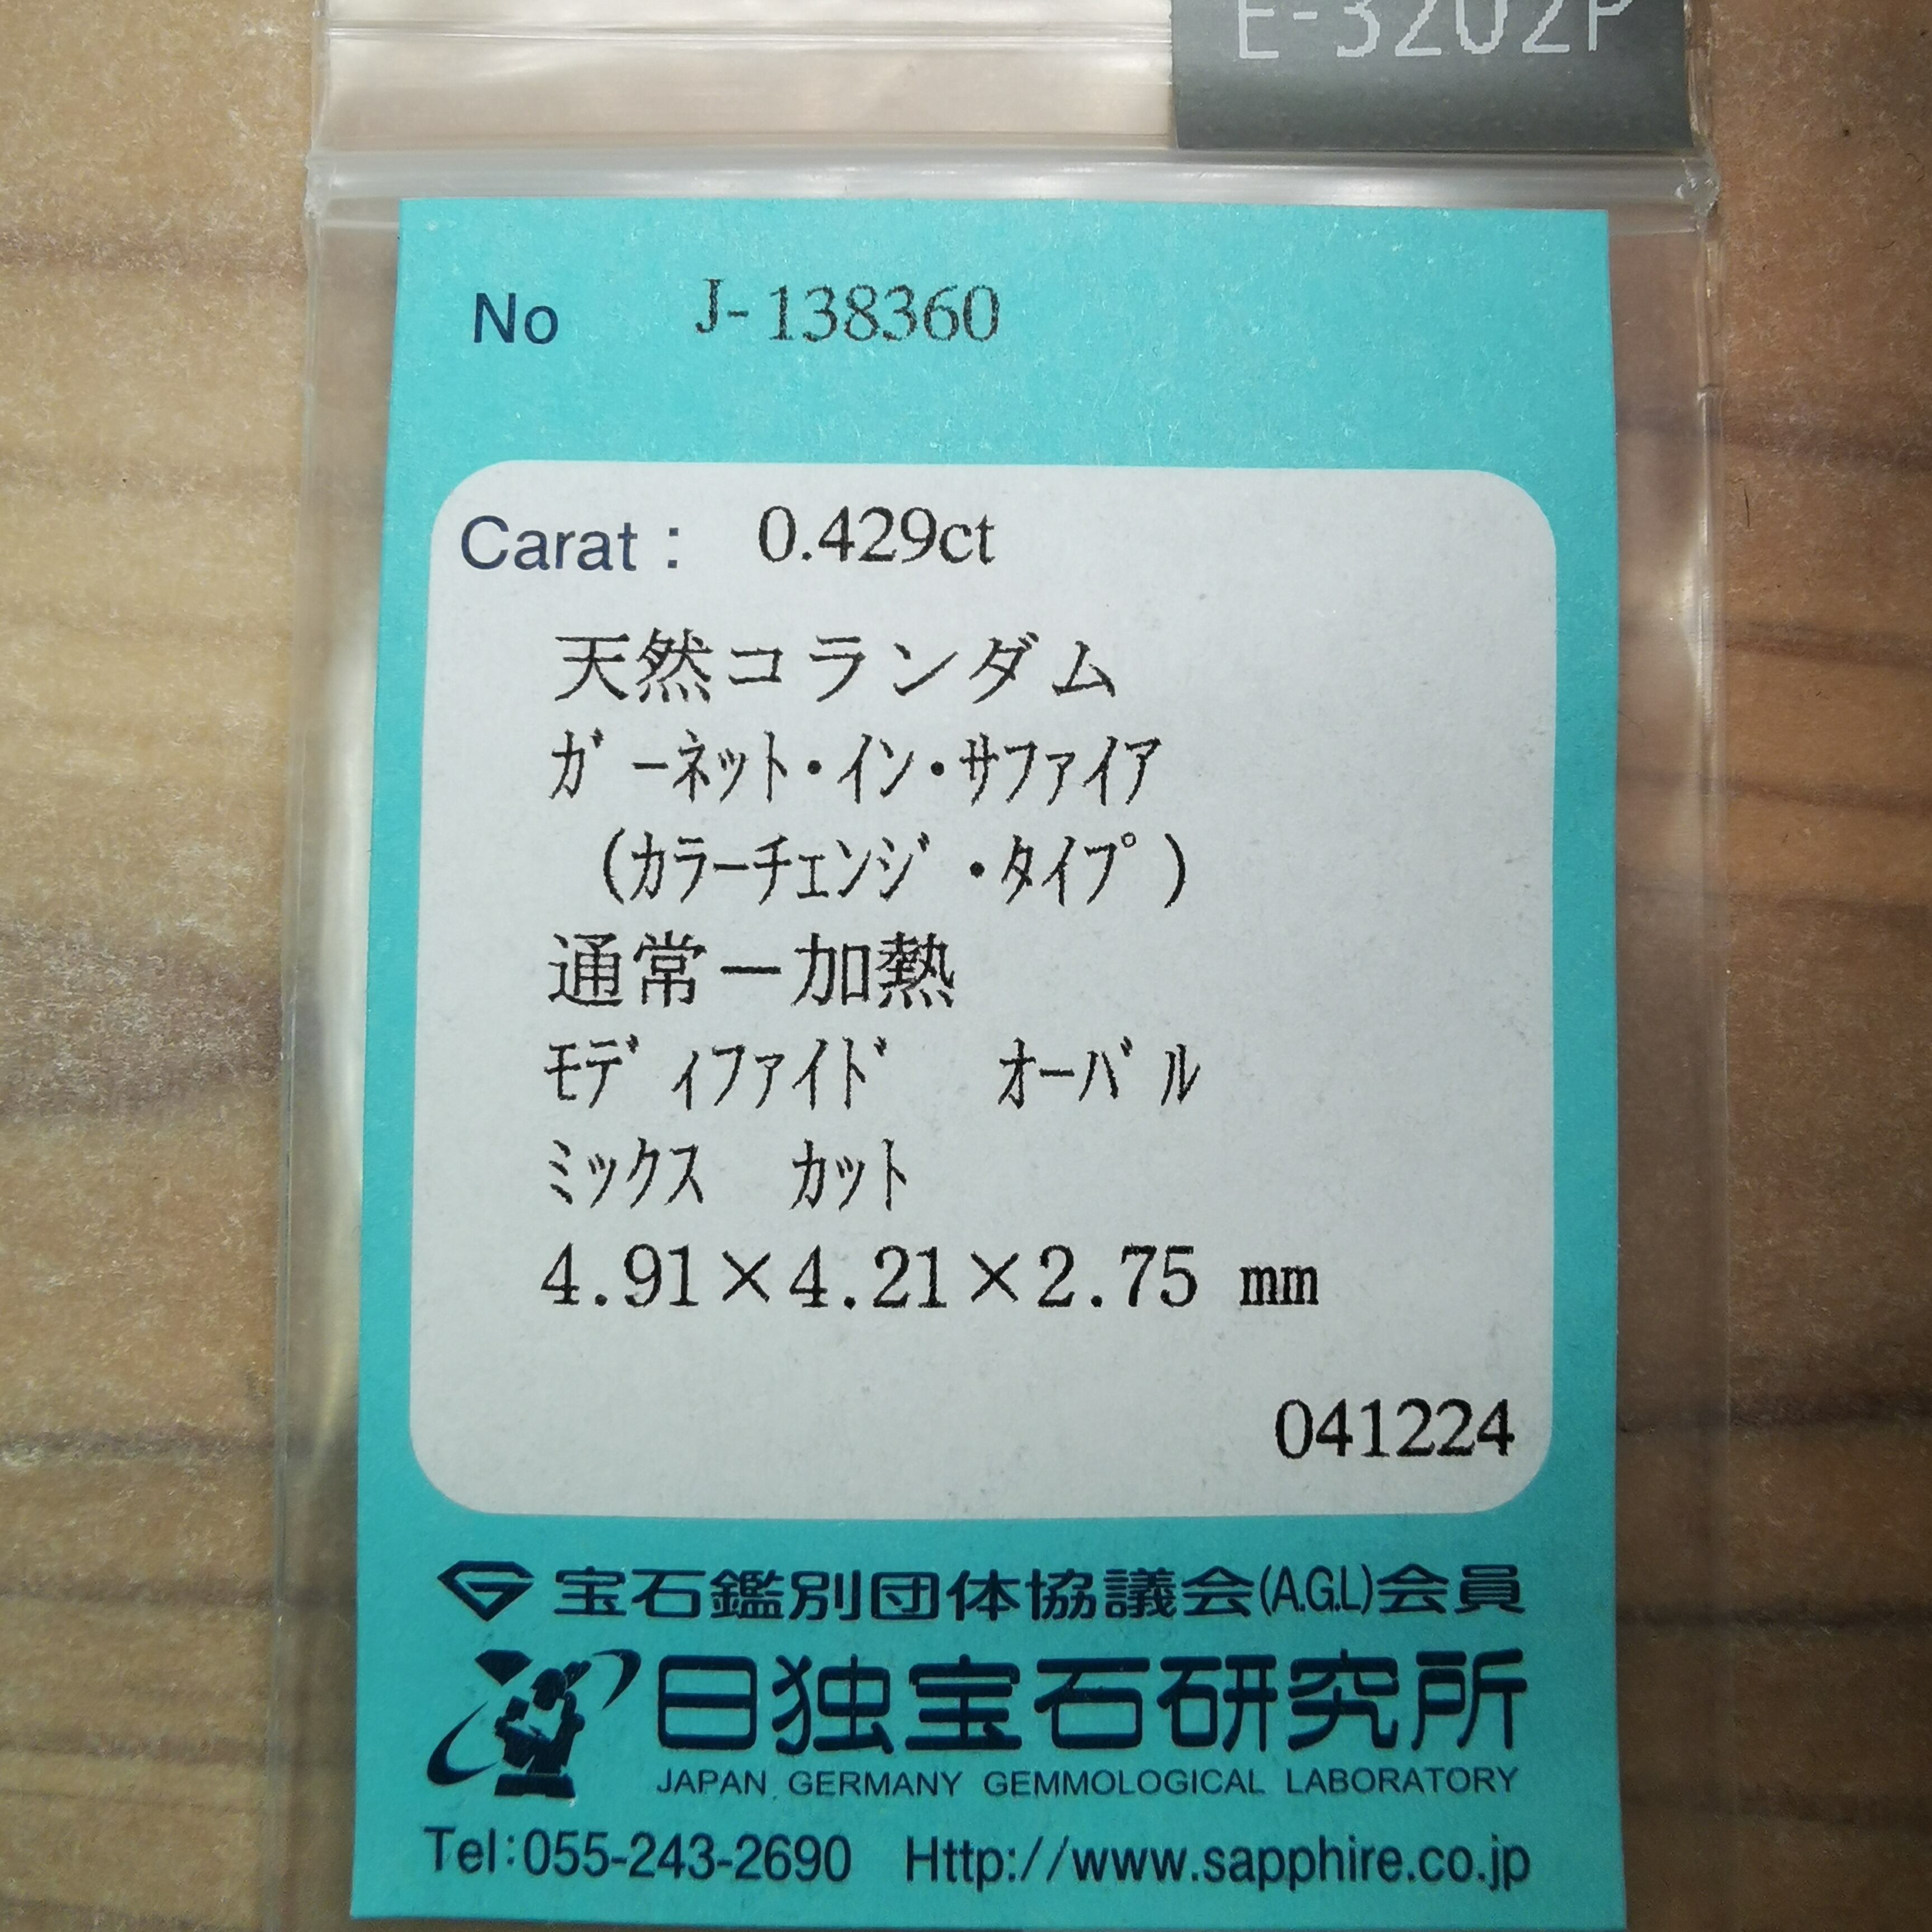 E-3202P
No J-138360
Carat : 0.429ct
天然コランダム
ガーネット・イン・サファイア
(カラーチェンジ・タイプ)
通常ー加熱
モディファイド オーバル
ミックス カット
4.91×4.21×2.75 mm
041224
宝石鑑別団体協議会(A.G.L)会員
日独宝石研究所
JAPAN GERMANY GEMMOLOGICAL LABORATORY
Tel:055-243-2690 Http://www.sapphire.co.jp